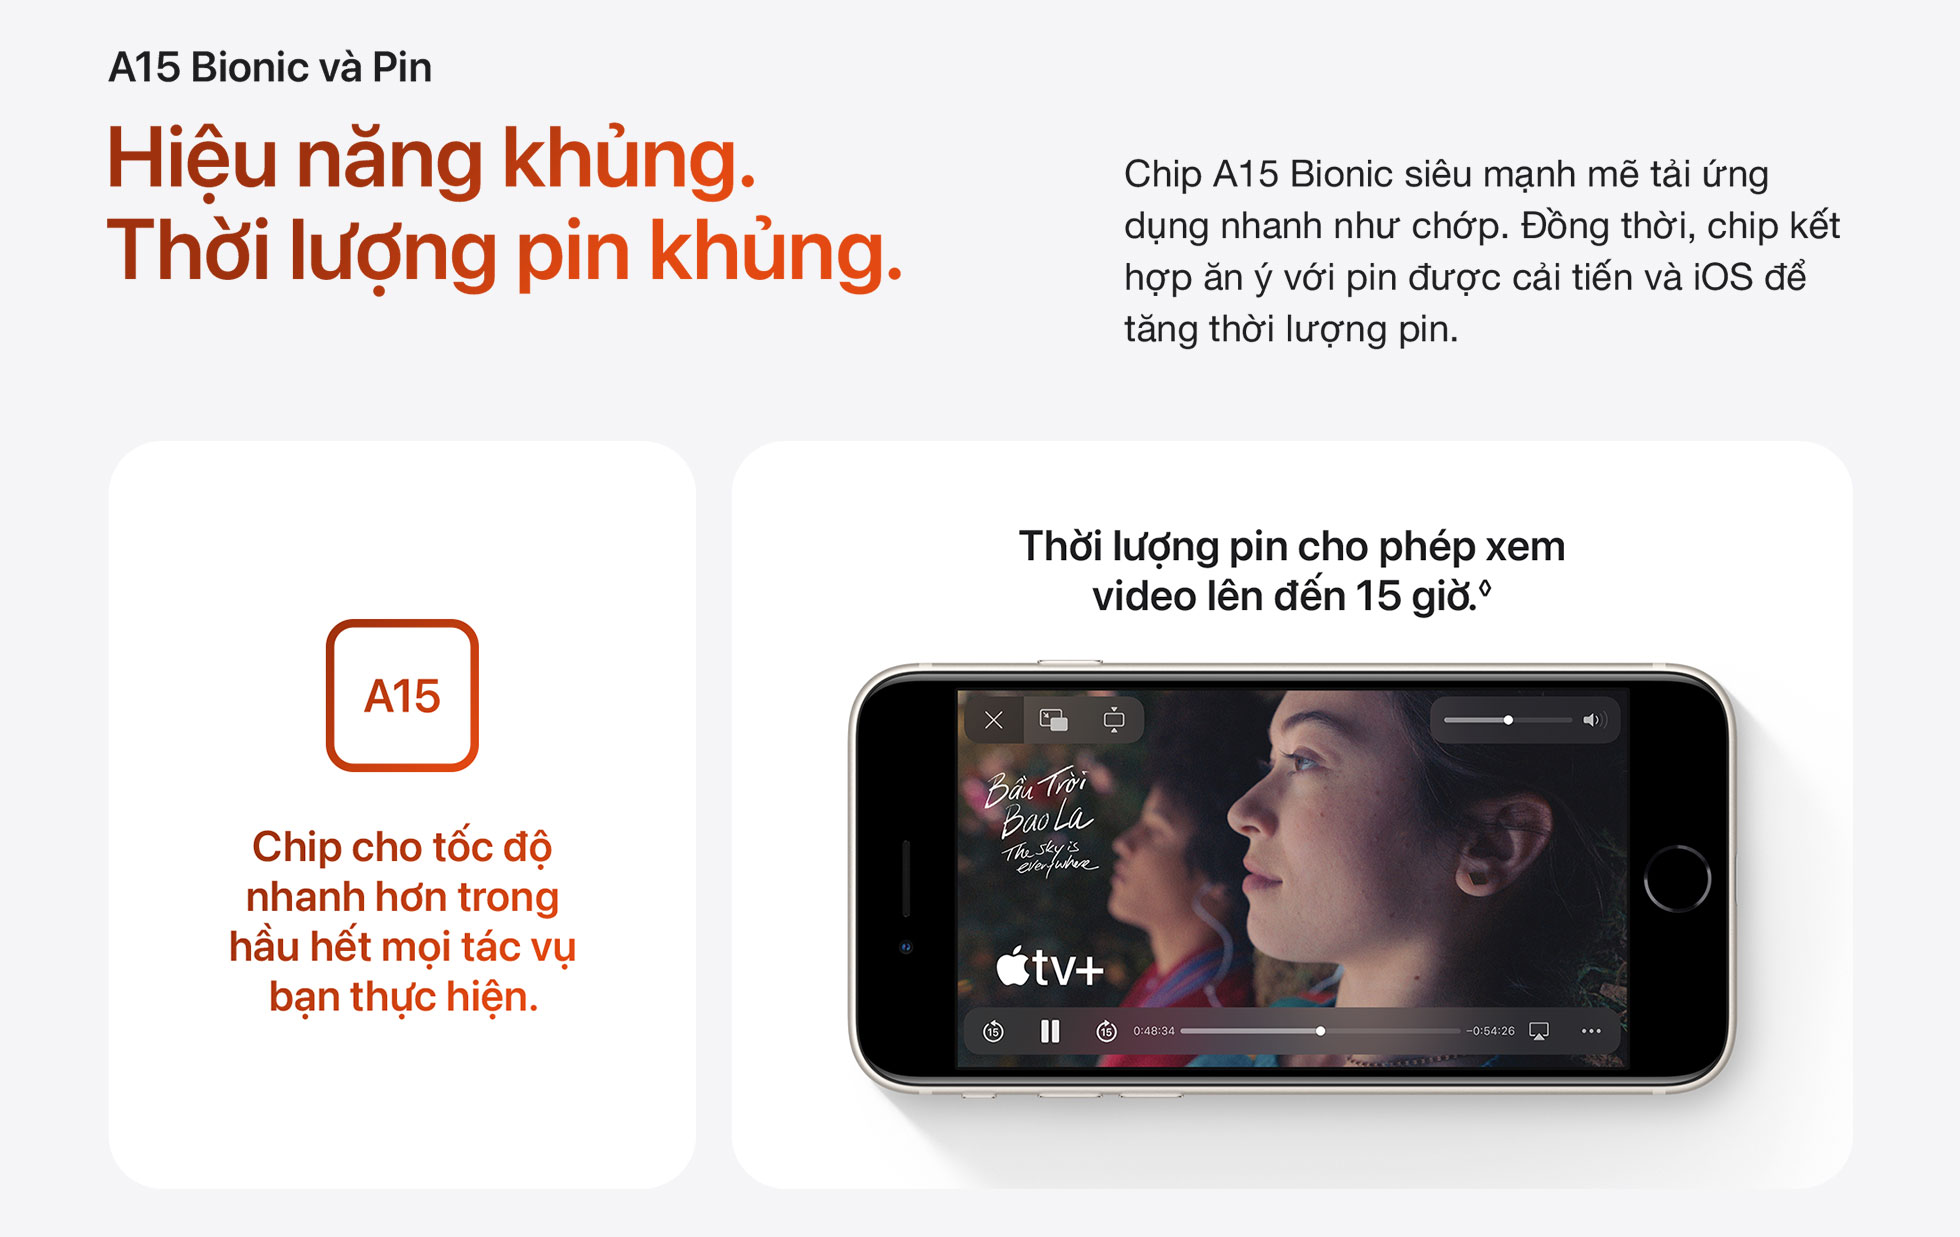 A15 Bionic và Pin
Hiệu năng khủng.
Thời lượng pin khủng.
Chip A15 Bionic siêu mạnh mẽ tải ứng
dụng nhanh như chớp. Đồng thời, chip kết
hợp ăn ý với pin được cải tiến và iOS để
tăng thời lượng pin.
A15
Chip cho tốc độ
nhanh hơn trong
hầu hết mọi tác vụ
bạn thực hiện.
Thời lượng pin cho phép xem
video lên đến 15 giờ.◊
Bầu Trời
Bao La
The sky is
everywhere
tv+
15
15
0:48:34
-0:54:26